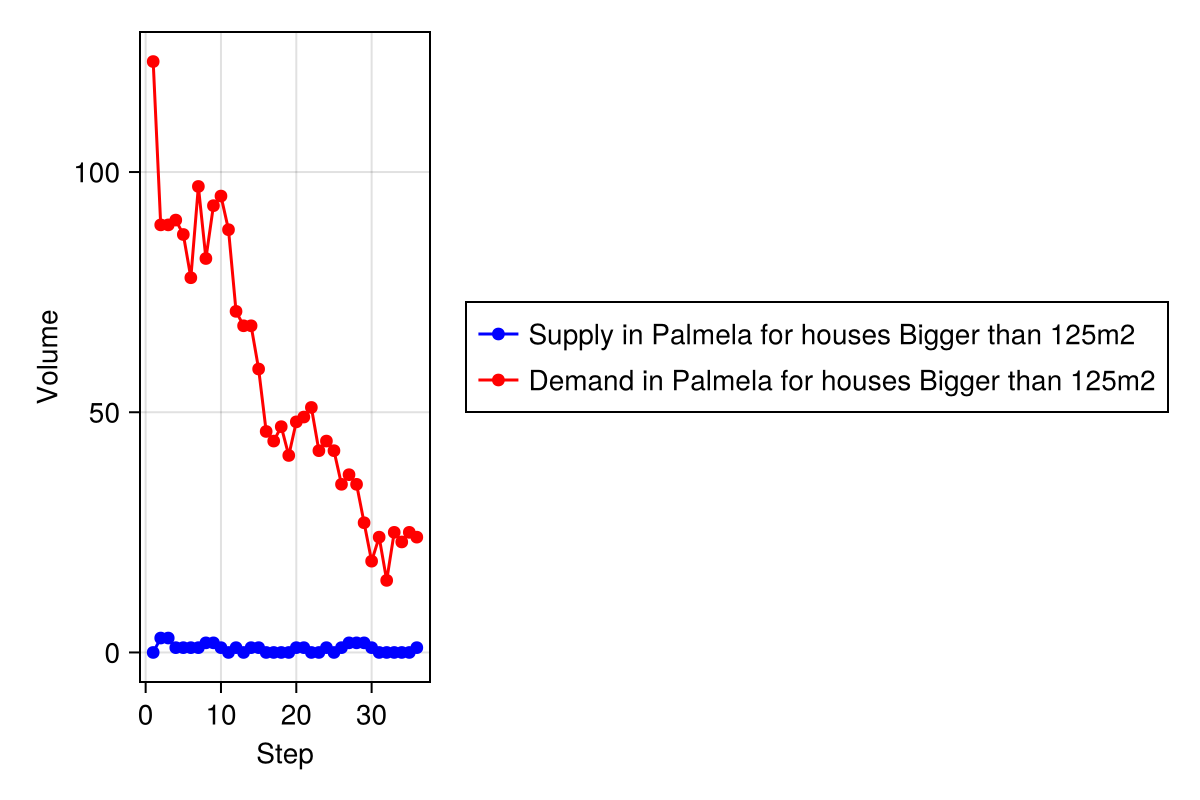 100
50
0
Volume
0 10 20 30
Step
Supply in Palmela for houses Bigger than 125m2
Demand in Palmela for houses Bigger than 125m2